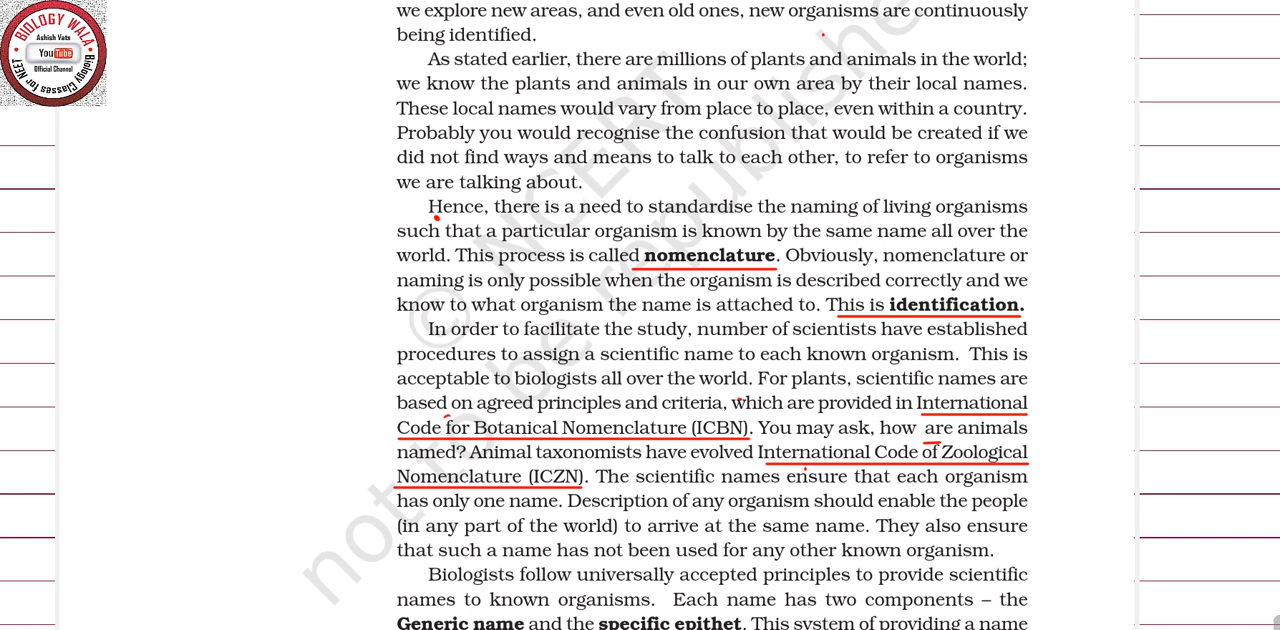 BIOLOGY WALA
Ashish Vats
YouTube
Official Channel
Biology Classes for NEET
we explore new areas, and even old ones, new organisms are continuously
being identified.
As stated earlier, there are millions of plants and animals in the world;
we know the plants and animals in our own area by their local names.
These local names would vary from place to place, even within a country.
Probably you would recognise the confusion that would be created if we
did not find ways and means to talk to each other, to refer to organisms
we are talking about.
Hence, there is a need to standardise the naming of living organisms
such that a particular organism is known by the same name all over the
world. This process is called nomenclature. Obviously, nomenclature or
naming is only possible when the organism is described correctly and we
know to what organism the name is attached to. This is identification.
In order to facilitate the study, number of scientists have established
procedures to assign a scientific name to each known organism. This is
acceptable to biologists all over the world. For plants, scientific names are
based on agreed principles and criteria, which are provided in International
Code for Botanical Nomenclature (ICBN). You may ask, how are animals
named? Animal taxonomists have evolved International Code of Zoological
Nomenclature (ICZN). The scientific names ensure that each organism
has only one name. Description of any organism should enable the people
(in any part of the world) to arrive at the same name. They also ensure
that such a name has not been used for any other known organism.
Biologists follow universally accepted principles to provide scientific
names to known organisms. Each name has two components – the
Generic name and the specific epithet. This system of providing a name
© NCERT
not to be republishe